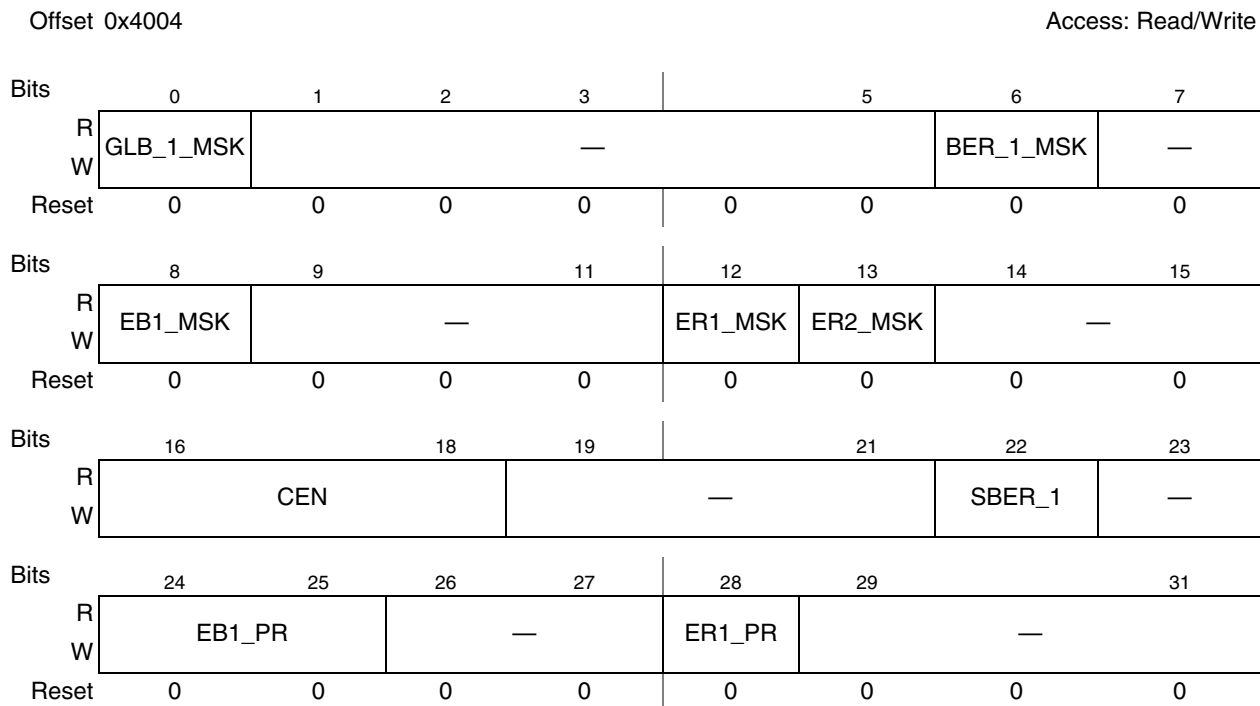 Offset 0x4004 Access: Read/Write
Bits 0 1 2 3 5 6 7
R
GLB_1_MSK — BER_1_MSK —
W
Reset 0 0 0 0 0 0 0 0
Bits 8 9 11 12 13 14 15
R
EB1_MSK — ER1_MSK ER2_MSK —
W
Reset 0 0 0 0 0 0 0 0
Bits 16 18 19 21 22 23
R
CEN — SBER_1 —
W
Bits 24 25 26 27 28 29 31
R
EB1_PR — ER1_PR —
W
Reset 0 0 0 0 0 0 0 0